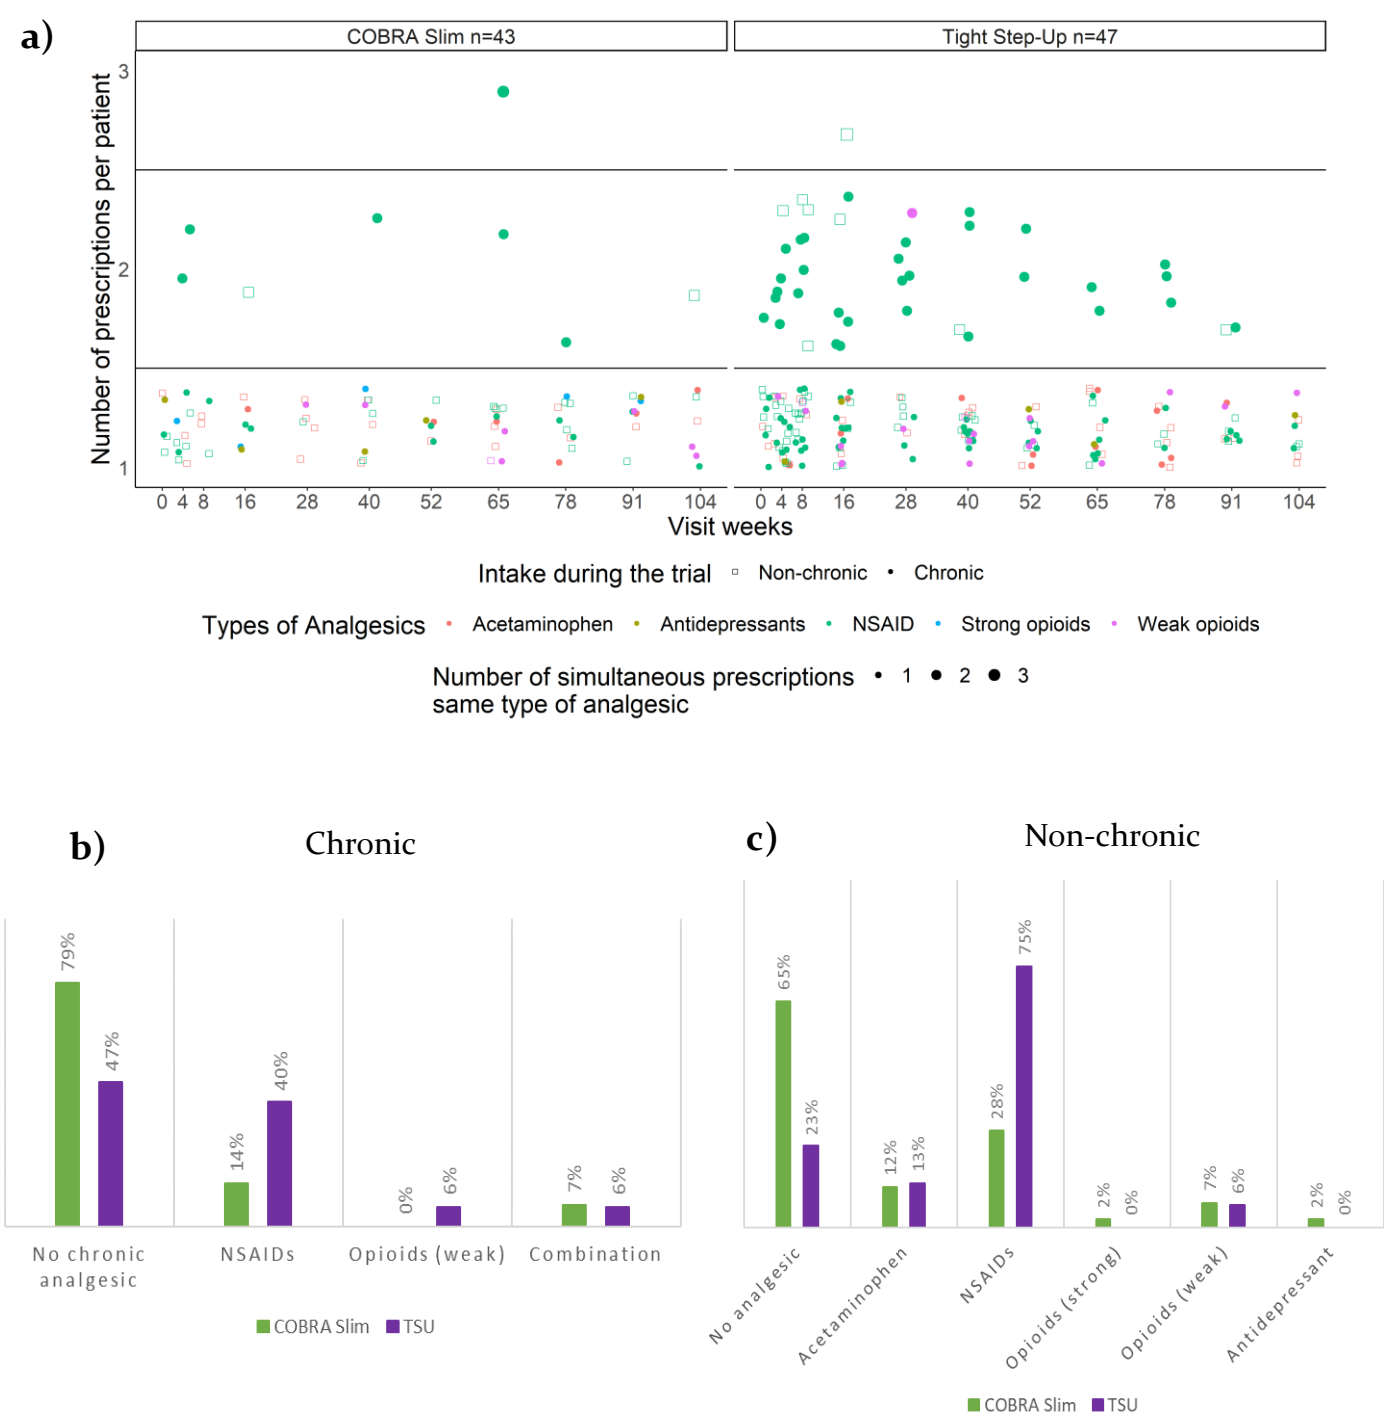 a)
COBRA Slim n=43
Tight Step-Up n=47
Number of prescriptions per patient
3
2
1
0 4 8 16 28 40 52 65 78 91 104
0 4 8 16 28 40 52 65 78 91 104
Visit weeks
Intake during the trial Non-chronic Chronic
Types of Analgesics Acetaminophen Antidepressants NSAID Strong opioids Weak opioids
Number of simultaneous prescriptions 1 2 3
same type of analgesic
b) Chronic
79%
47%
14%
40%
0%
6%
7%
6%
No chronic
analgesic
NSAIDs
Opioids (weak)
Combination
COBRA Slim TSU
c) Non-chronic
65%
23%
12%
13%
28%
75%
2%
0%
7%
6%
2%
0%
No analgesic
Acetaminophen
NSAIDs
Opioids (strong)
Opioids (weak)
Antidepressant
COBRA Slim TSU